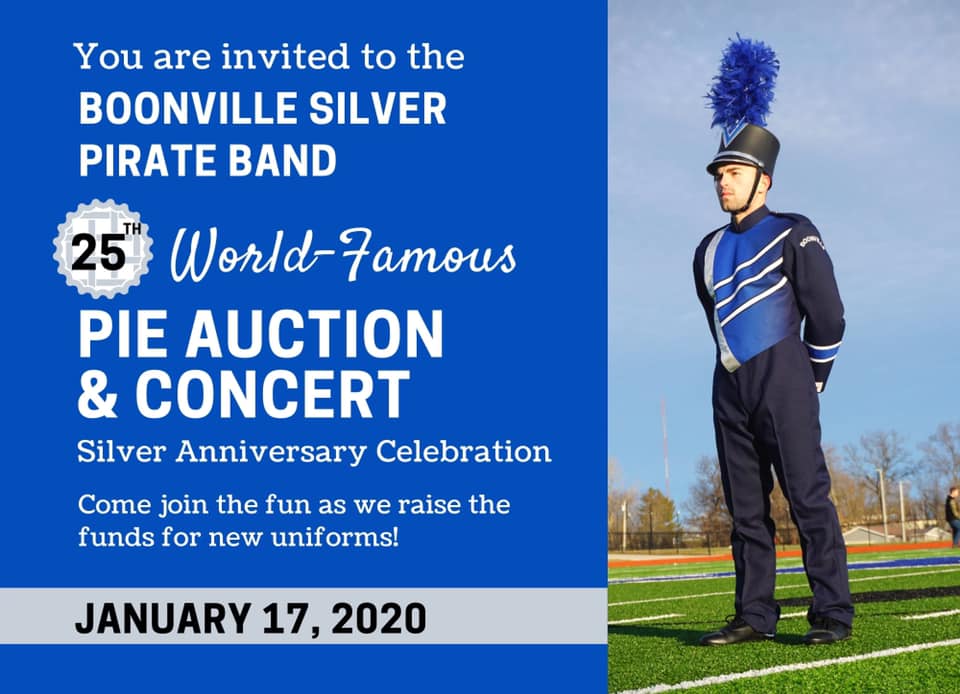 You are invited to the
BOONVILLE SILVER
PIRATE BAND
25TH
World-Famous
PIE AUCTION
& CONCERT
Silver Anniversary Celebration
Come join the fun as we raise the
funds for new uniforms!
JANUARY 17, 2020